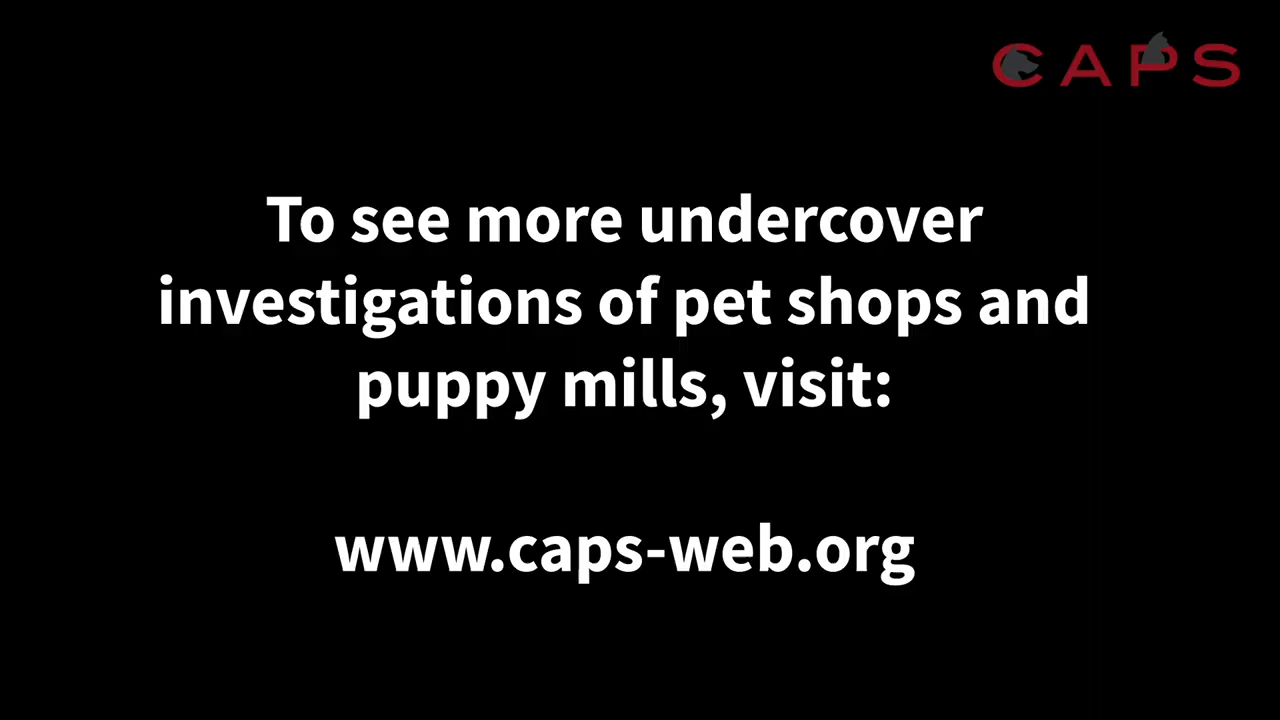 CAPS
To see more undercover
investigations of pet shops and
puppy mills, visit:
www.caps-web.org